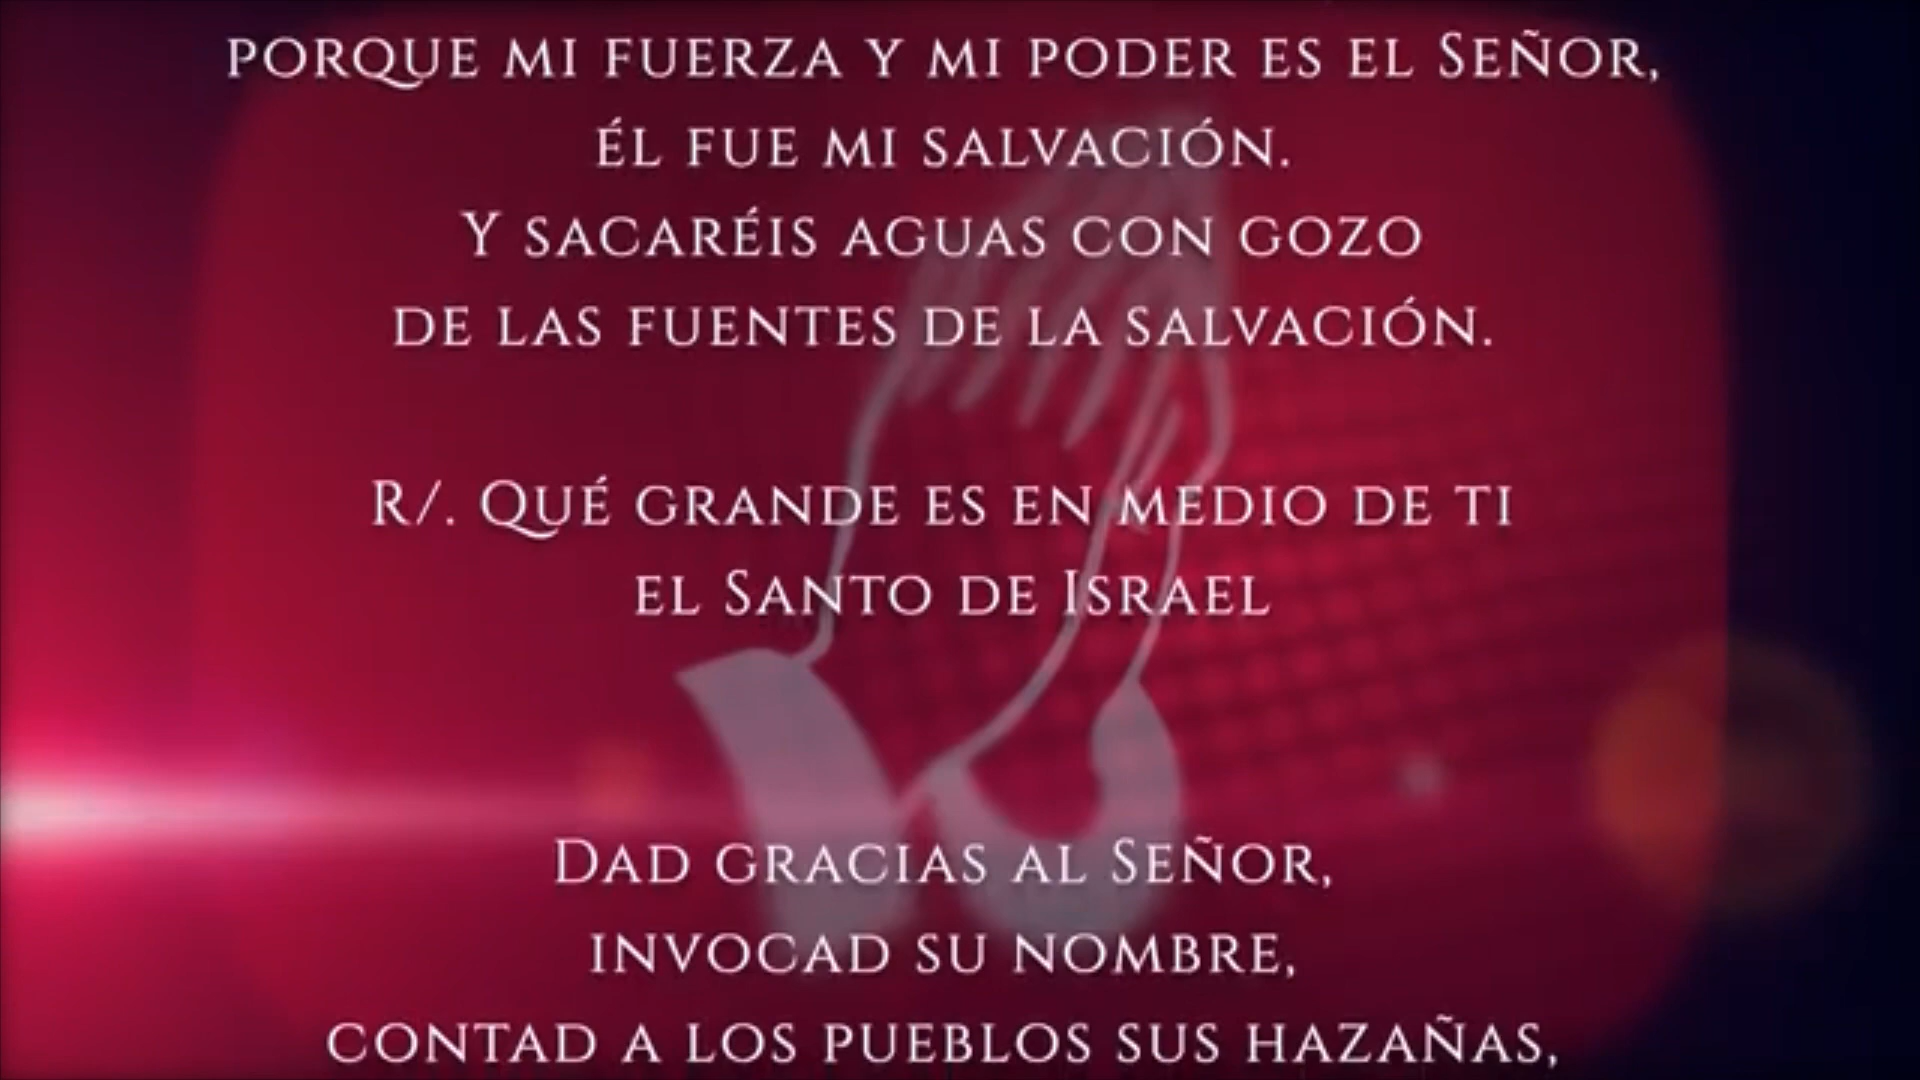 PORQUE MI FUERZA Y MI PODER ES EL SEÑOR,
ÉL FUE MI SALVACIÓN.
Y SACARÉIS AGUAS CON GOZO
DE LAS FUENTES DE LA SALVACIÓN.
R/. QUÉ GRANDE ES EN MEDIO DE TI
EL SANTO DE ISRAEL
DAD GRACIAS AL SEÑOR,
INVOCAD SU NOMBRE,
CONTAD A LOS PUEBLOS SUS HAZAÑAS,